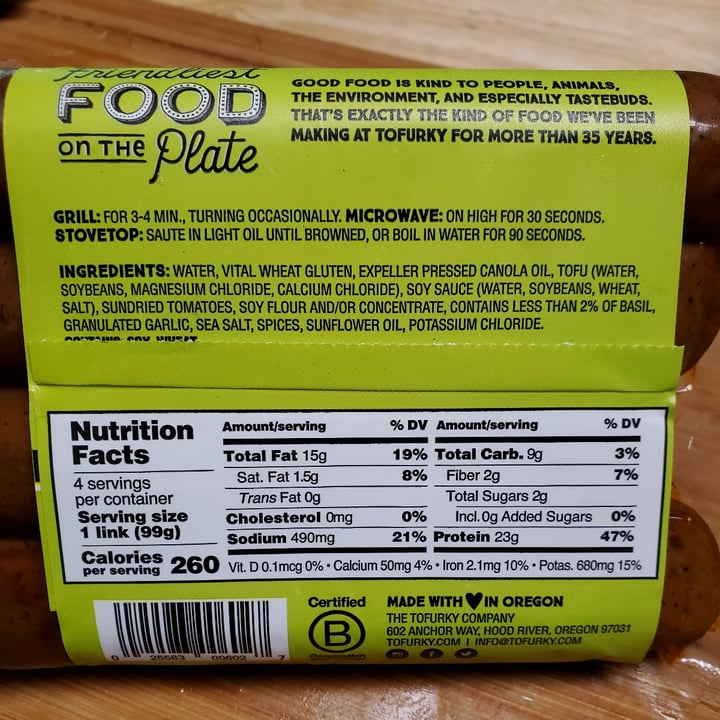 Friendliest
FOOD
ON THE Plate
GOOD FOOD IS KIND TO PEOPLE, ANIMALS,
THE ENVIRONMENT, AND ESPECIALLY TASTEBUDS.
THAT'S EXACTLY THE KIND OF FOOD WE'VE BEEN
MAKING AT TOFURKY FOR MORE THAN 35 YEARS.
GRILL: FOR 3-4 MIN., TURNING OCCASIONALLY. MICROWAVE: ON HIGH FOR 30 SECONDS.
STOVETOP: SAUTE IN LIGHT OIL UNTIL BROWNED, OR BOIL IN WATER FOR 90 SECONDS.
INGREDIENTS: WATER, VITAL WHEAT GLUTEN, EXPELLER PRESSED CANOLA OIL, TOFU (WATER,
SOYBEANS, MAGNESIUM CHLORIDE, CALCIUM CHLORIDE), SOY SAUCE (WATER, SOYBEANS, WHEAT,
SALT), SUNDRIED TOMATOES, SOY FLOUR AND/OR CONCENTRATE, CONTAINS LESS THAN 2% OF BASIL,
GRANULATED GARLIC, SEA SALT, SPICES, SUNFLOWER OIL, POTASSIUM CHLORIDE.
CONTAINS: SOY, WHEAT
Nutrition
Facts
4 servings
per container
Serving size
1 link (99g)
Calories
per serving 260
Amount/serving % DV
Total Fat 15g 19%
Sat. Fat 1.5g 8%
Trans Fat 0g
Cholesterol 0mg 0%
Sodium 490mg 21%
Amount/serving % DV
Total Carb. 9g 3%
Fiber 2g 7%
Total Sugars 2g
Incl. 0g Added Sugars 0%
Protein 23g 47%
Vit. D 0.1mcg 0% • Calcium 50mg 4% • Iron 2.1mg 10% • Potas. 680mg 15%
0 25583 00602 7
Certified
B
Corporation
MADE WITH ♥ IN OREGON
THE TOFURKY COMPANY
602 ANCHOR WAY, HOOD RIVER, OREGON 97031
TOFURKY.COM | INFO@TOFURKY.COM